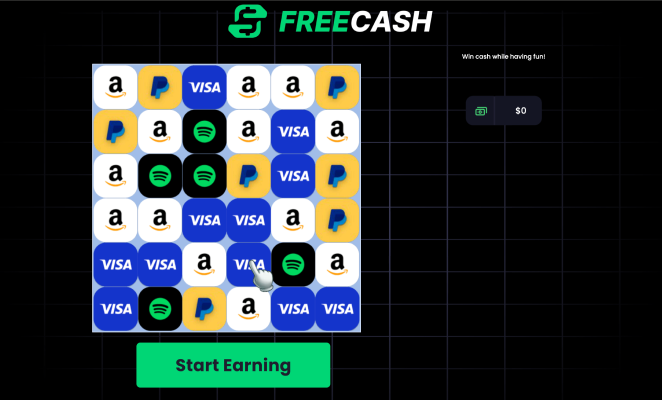 FREECASH
Win cash while having fun!
$0
a VISA a a
a a VISA a
a VISA
a a VISA VISA a
VISA VISA a VISA a
VISA a VISA VISA
Start Earning